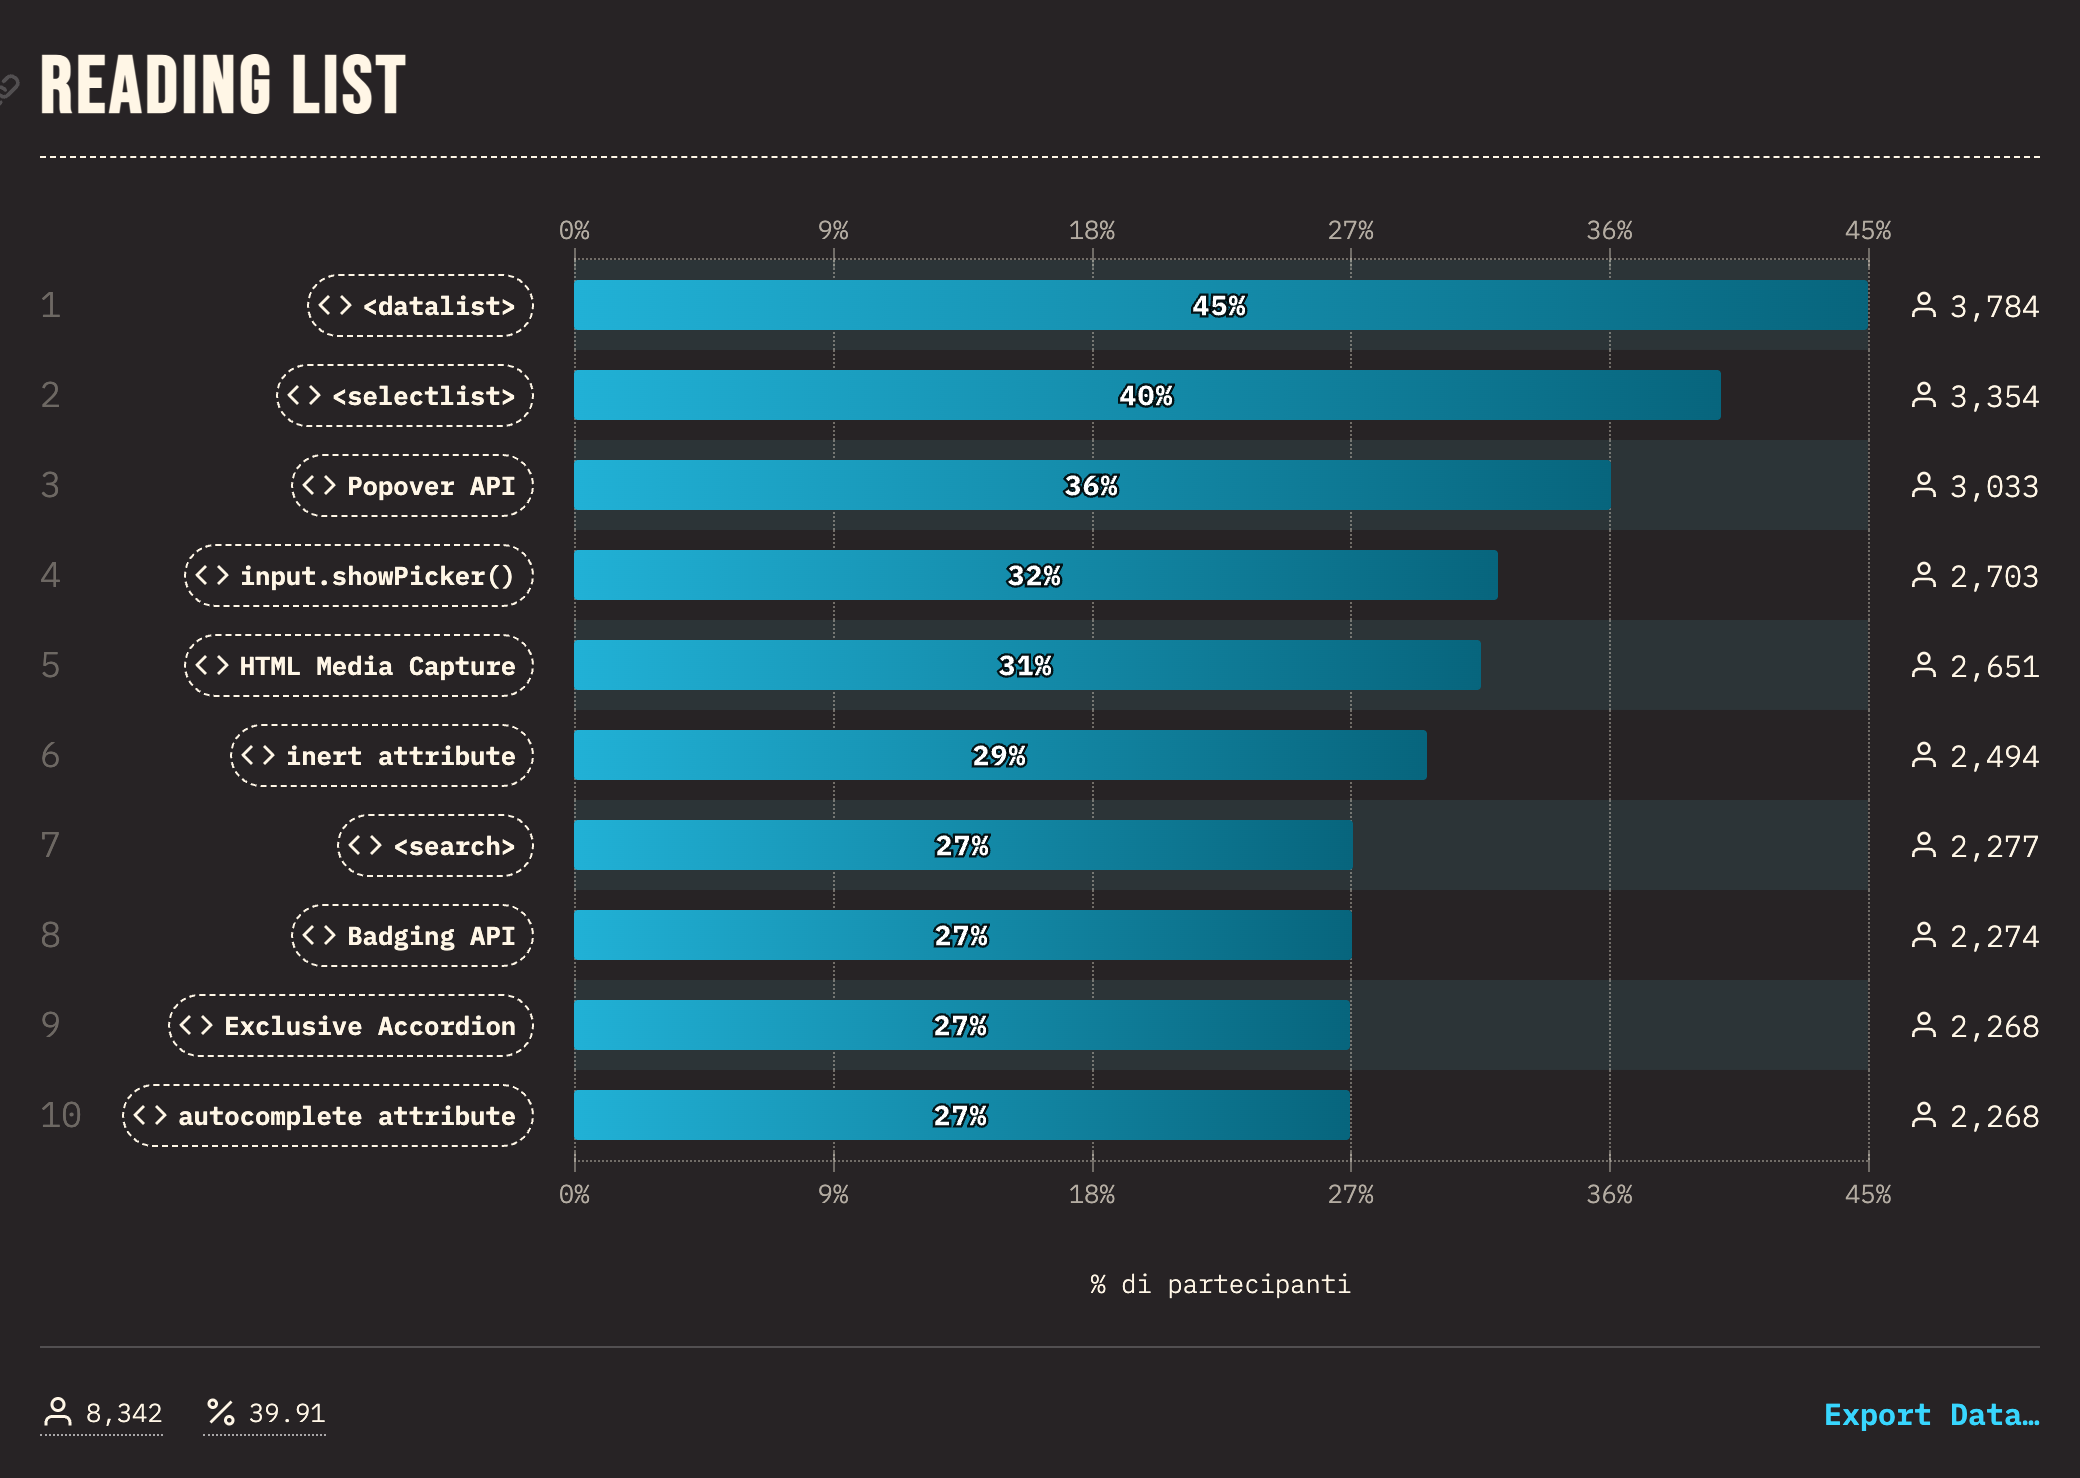 READING LIST
0% 9% 18% 27% 36% 45%
1 <> <datalist> 45% 3,784
2 <> <selectlist> 40% 3,354
3 <> Popover API 36% 3,033
4 <> input.showPicker() 32% 2,703
5 <> HTML Media Capture 31% 2,651
6 <> inert attribute 29% 2,494
7 <> <search> 27% 2,277
8 <> Badging API 27% 2,274
9 <> Exclusive Accordion 27% 2,268
10 <> autocomplete attribute 27% 2,268
0% 9% 18% 27% 36% 45%
% di partecipanti
8,342 % 39.91 Export Data…